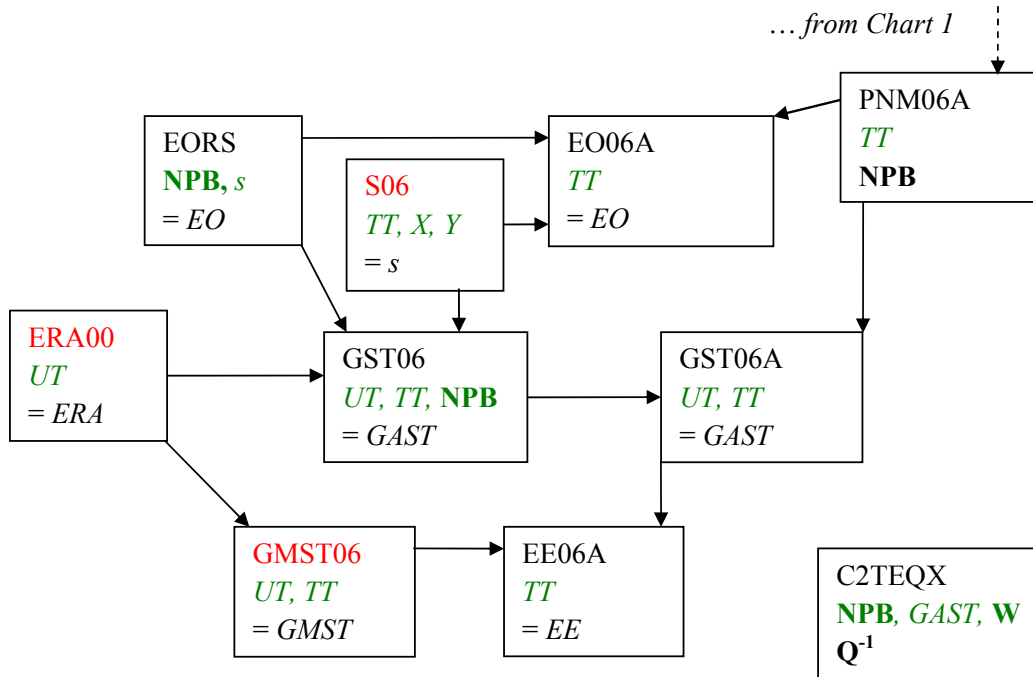 … from Chart 1
PNM06A
TT
NPB
EORS
NPB, s
= EO
EO06A
TT
= EO
S06
TT, X, Y
= s
ERA00
UT
= ERA
GST06
UT, TT, NPB
= GAST
GST06A
UT, TT
= GAST
GMST06
UT, TT
= GMST
EE06A
TT
= EE
C2TEQX
NPB, GAST, W
Q⁻¹